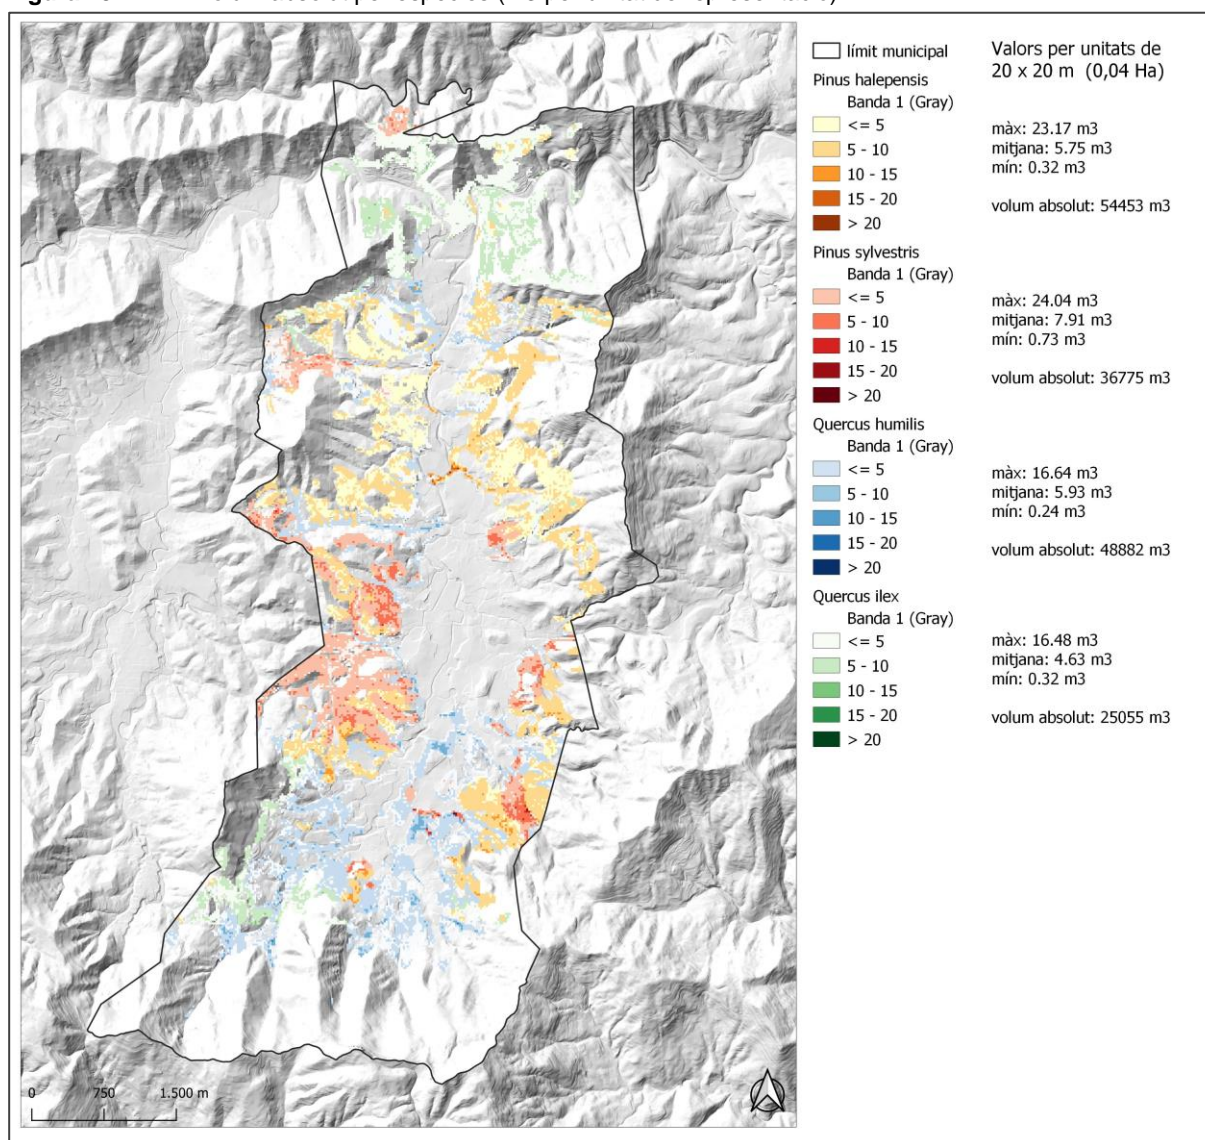 límit municipal
Valors per unitats de
20 x 20 m (0,04 Ha)
Pinus halepensis
Banda 1 (Gray)
<= 5
5 - 10
10 - 15
15 - 20
> 20
màx: 23.17 m3
mitjana: 5.75 m3
mín: 0.32 m3
volum absolut: 54453 m3
Pinus sylvestris
Banda 1 (Gray)
<= 5
5 - 10
10 - 15
15 - 20
> 20
màx: 24.04 m3
mitjana: 7.91 m3
mín: 0.73 m3
volum absolut: 36775 m3
Quercus humilis
Banda 1 (Gray)
<= 5
5 - 10
10 - 15
15 - 20
> 20
màx: 16.64 m3
mitjana: 5.93 m3
mín: 0.24 m3
volum absolut: 48882 m3
Quercus ilex
Banda 1 (Gray)
<= 5
5 - 10
10 - 15
15 - 20
> 20
màx: 16.48 m3
mitjana: 4.63 m3
mín: 0.32 m3
volum absolut: 25055 m3
0 750 1.500 m